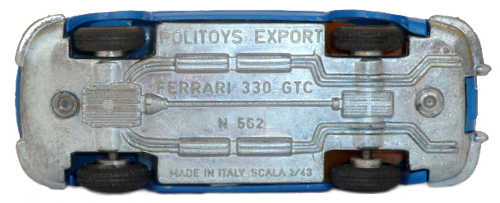 POLITOYS EXPORT
FERRARI 330 GTC
N 562
MADE IN ITALY SCALA 1/43